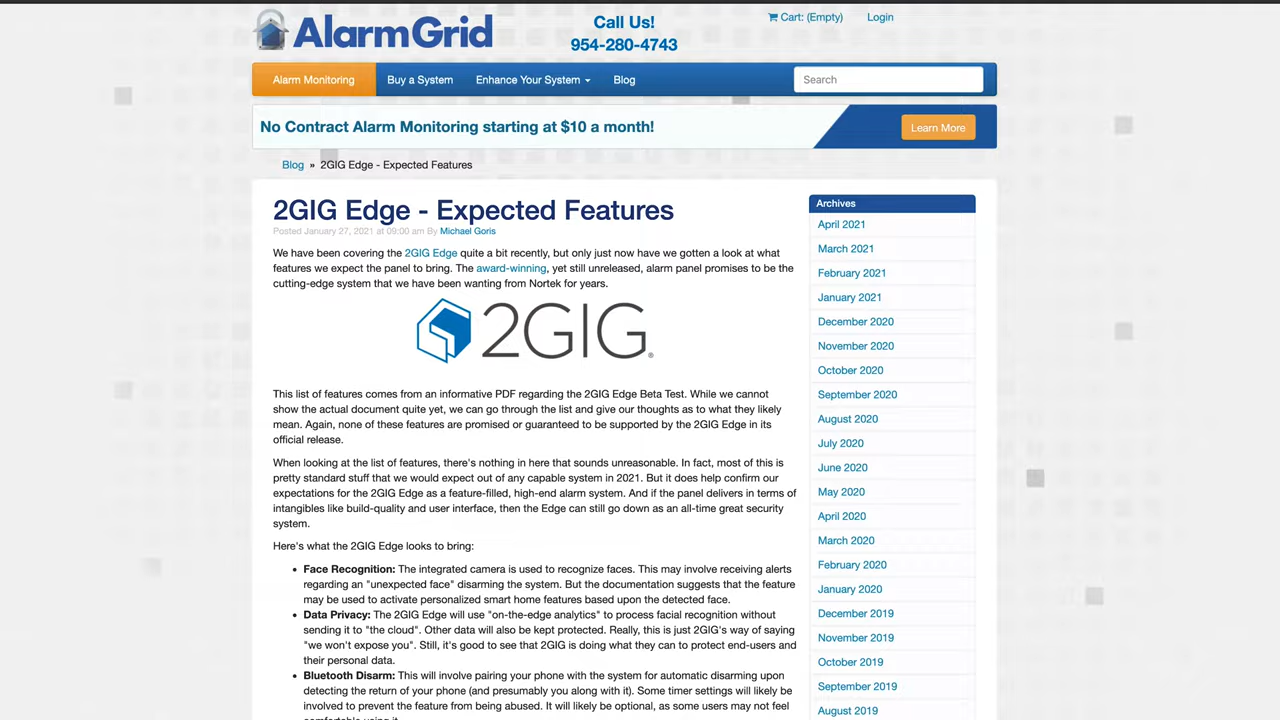 AlarmGrid
Call Us!
954-280-4743
Cart: (Empty)
Login
Alarm Monitoring
Buy a System
Enhance Your System
Blog
Search
No Contract Alarm Monitoring starting at $10 a month!
Learn More
Blog » 2GIG Edge - Expected Features
2GIG Edge - Expected Features
Posted January 27, 2021 at 09:00 am By Michael Goris
We have been covering the 2GIG Edge quite a bit recently, but only just now have we gotten a look at what
features we expect the panel to bring. The award-winning, yet still unreleased, alarm panel promises to be the
cutting-edge system that we have been wanting from Nortek for years.
2GIG®
This list of features comes from an informative PDF regarding the 2GIG Edge Beta Test. While we cannot
show the actual document quite yet, we can go through the list and give our thoughts as to what they likely
mean. Again, none of these features are promised or guaranteed to be supported by the 2GIG Edge in its
official release.
When looking at the list of features, there's nothing in here that sounds unreasonable. In fact, most of this is
pretty standard stuff that we would expect out of any capable system in 2021. But it does help confirm our
expectations for the 2GIG Edge as a feature-filled, high-end alarm system. And if the panel delivers in terms of
intangibles like build-quality and user interface, then the Edge can still go down as an all-time great security
system.
Here's what the 2GIG Edge looks to bring:
• Face Recognition: The integrated camera is used to recognize faces. This may involve receiving alerts
regarding an "unexpected face" disarming the system. But the documentation suggests that the feature
may be used to activate personalized smart home features based upon the detected face.
• Data Privacy: The 2GIG Edge will use "on-the-edge analytics" to process facial recognition without
sending it to "the cloud". Other data will also be kept protected. Really, this is just 2GIG's way of saying
"we won't expose you". Still, it's good to see that 2GIG is doing what they can to protect end-users and
their personal data.
• Bluetooth Disarm: This will involve pairing your phone with the system for automatic disarming upon
detecting the return of your phone (and presumably you along with it). Some timer settings will likely be
involved to prevent the feature from being abused. It will likely be optional, as some users may not feel
comfortable using it.
Archives
April 2021
March 2021
February 2021
January 2021
December 2020
November 2020
October 2020
September 2020
August 2020
July 2020
June 2020
May 2020
April 2020
March 2020
February 2020
January 2020
December 2019
November 2019
October 2019
September 2019
August 2019